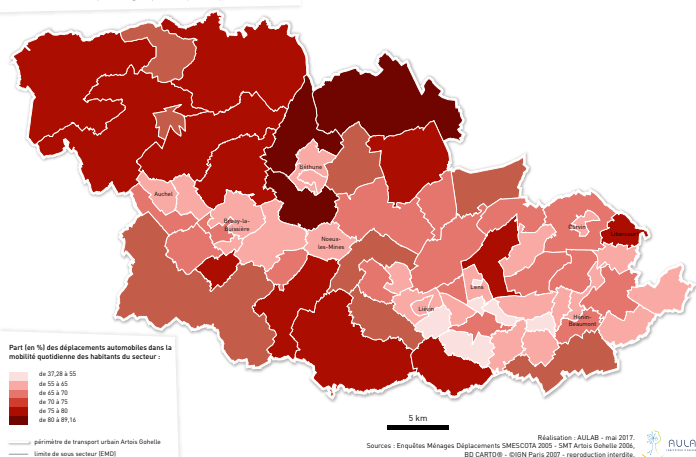 Béthune
Auchel
Bruay-la-
Buissière
Noeux-
les-Mines
Carvin
Libercourt
Lens
Liévin
Hénin-
Beaumont
Part (en %) des déplacements automobiles dans la
mobilité quotidienne des habitants du secteur :
de 37,28 à 55
de 55 à 65
de 65 à 70
de 70 à 75
de 75 à 80
de 80 à 89,16
périmètre de transport urbain Artois Gohelle
limite de sous secteur (EMD)
5 km
Réalisation : AULAB - mai 2017.
Sources : Enquêtes Ménages Déplacements SMESCOTA 2005 - SMT Artois Gohelle 2006,
BD CARTO® - ©IGN Paris 2007 - reproduction interdite.
AULA